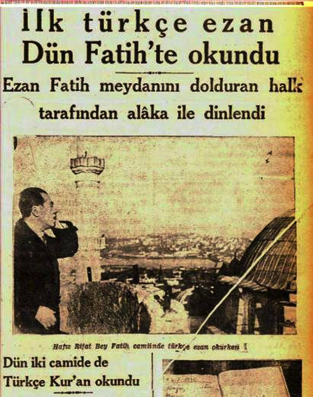 İlk türkçe ezan
Dün Fatih'te okundu
Ezan Fatih meydanını dolduran halk
tarafından alâka ile dinlendi
Hafız Rifat Bey Fatih camiinde türkçe ezan okurken
Dün iki camide de
Türkçe Kur'an okundu